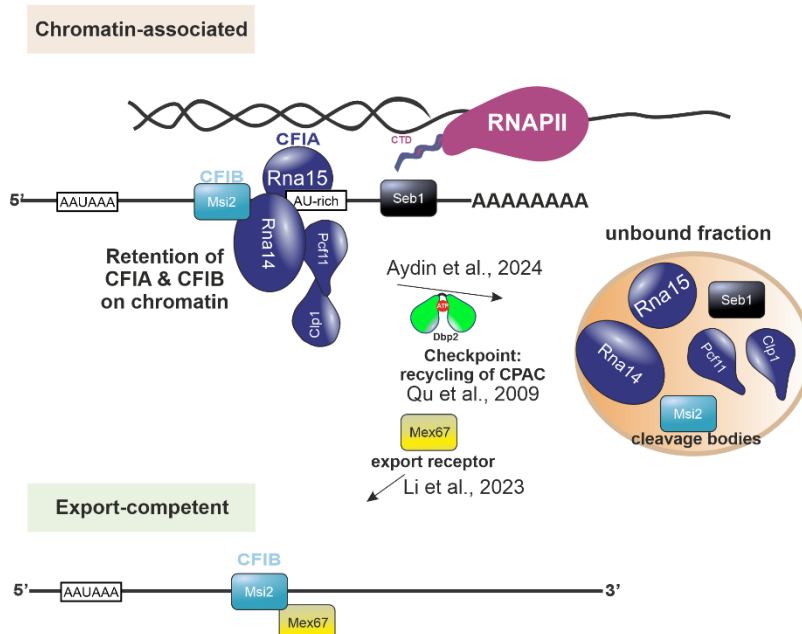 Chromatin-associated
RNAPII
CTD
CFIA
CFIB
Rna15
5’
AAUAAA
Msi2
AU-rich
Seb1
AAAAAAAA
Rna14
Pcf11
Clp1
Retention of
CFIA & CFIB
on chromatin
Aydin et al., 2024
ATP
Dbp2
Checkpoint:
recycling of CPAC
Qu et al., 2009
Mex67
export receptor
Li et al., 2023
unbound fraction
Rna15
Seb1
Rna14
Pcf11
Clp1
Msi2
cleavage bodies
Export-competent
CFIB
5’
AAUAAA
Msi2
3’
Mex67